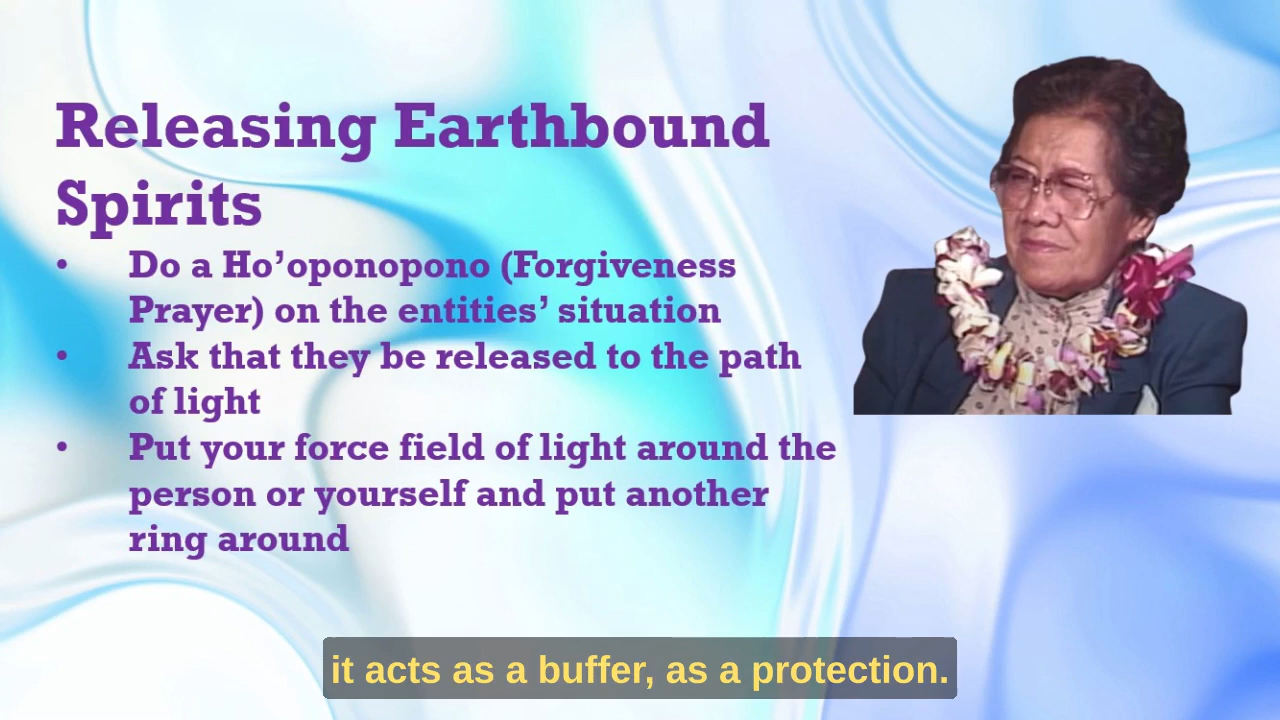 Releasing Earthbound
Spirits
• Do a Ho’oponopono (Forgiveness
Prayer) on the entities’ situation
• Ask that they be released to the path
of light
• Put your force field of light around the
person or yourself and put another
ring around
it acts as a buffer, as a protection.